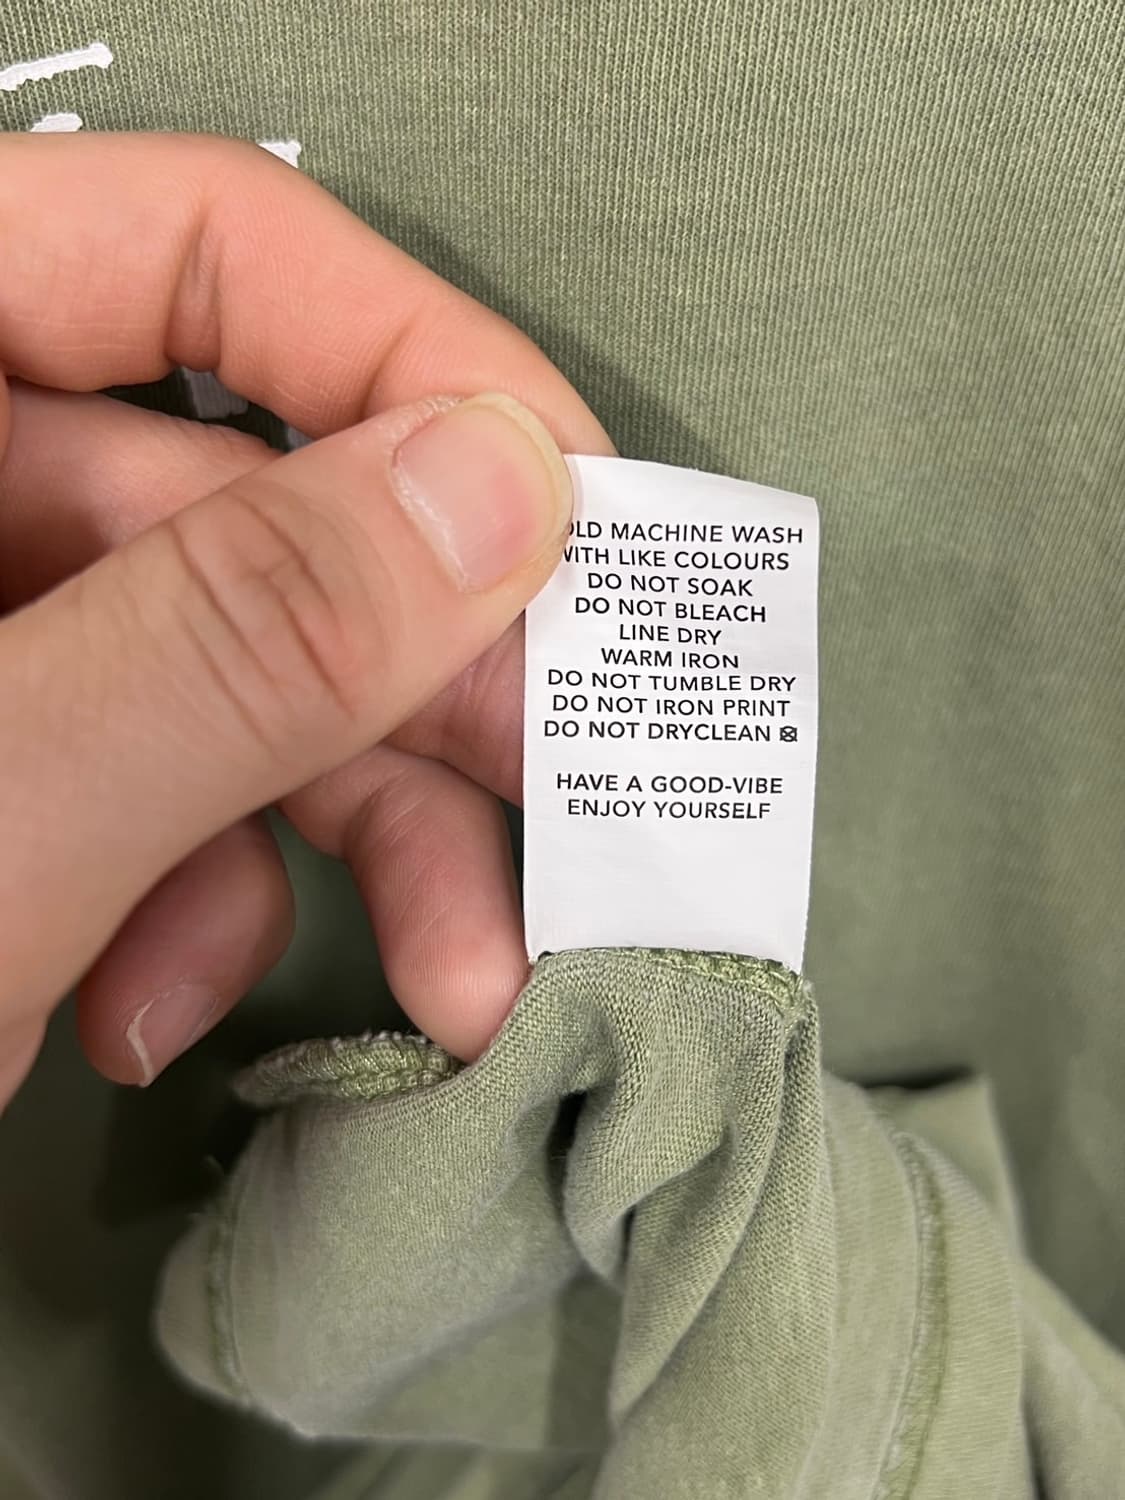 OLD MACHINE WASH
WITH LIKE COLOURS
DO NOT SOAK
DO NOT BLEACH
LINE DRY
WARM IRON
DO NOT TUMBLE DRY
DO NOT IRON PRINT
DO NOT DRYCLEAN
HAVE A GOOD-VIBE
ENJOY YOURSELF